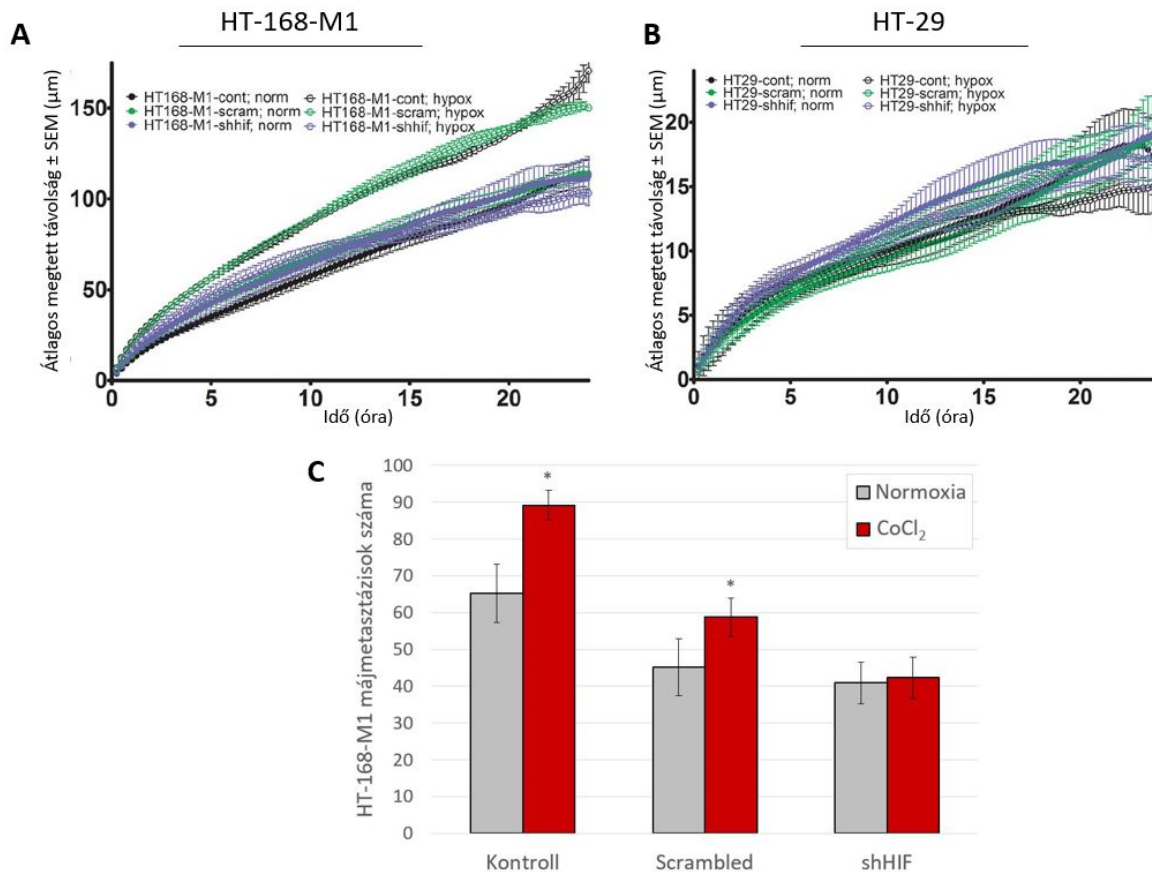 A
HT-168-M1
Átlagos megtett távolság ± SEM (µm)
HT168-M1-cont; norm
HT168-M1-scram; norm
HT168-M1-shhif; norm
HT168-M1-cont; hypox
HT168-M1-scram; hypox
HT168-M1-shhif; hypox
150
100
50
0
0 5 10 15 20
Idő (óra)
B
HT-29
Átlagos megtett távolság ± SEM (µm)
HT29-cont; norm
HT29-scram; norm
HT29-shhif; norm
HT29-cont; hypox
HT29-scram; hypox
HT29-shhif; hypox
20
15
10
5
0
0 5 10 15 20
Idő (óra)
C
HT-168-M1 májmetasztázisok száma
100
90
80
70
60
50
40
30
20
10
0
*
*
Normoxia
CoCl₂
Kontroll Scrambled shHIF